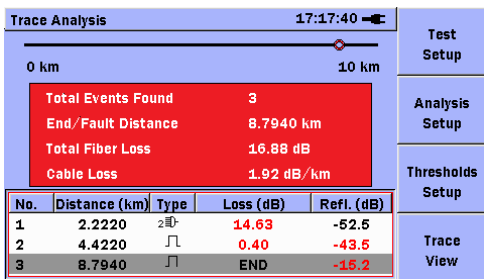 Trace Analysis 17:17:40
0 km 10 km
Total Events Found 3
End/Fault Distance 8.7940 km
Total Fiber Loss 16.88 dB
Cable Loss 1.92 dB/km
No. Distance (km) Type Loss (dB) Refl. (dB)
1 2.2220 2 14.63 -52.5
2 4.4220 0.40 -43.5
3 8.7940 END -15.2
Test
Setup
Analysis
Setup
Thresholds
Setup
Trace
View